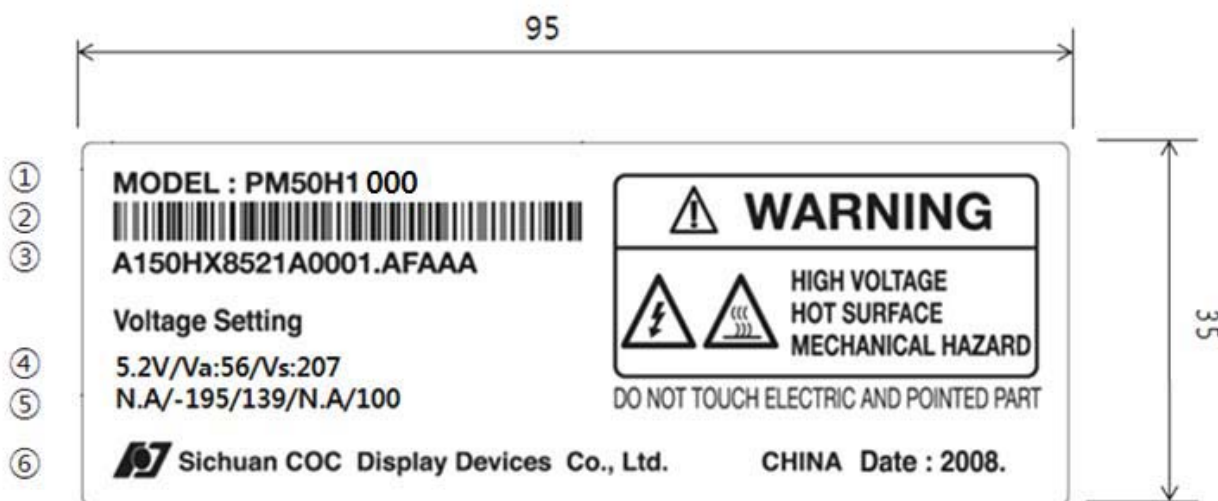 95
① MODEL : PM50H1 000
②
③ A150HX8521A0001.AFAAA
Voltage Setting
④ 5.2V/Va:56/Vs:207
⑤ N.A/-195/139/N.A/100
⑥ Sichuan COC Display Devices Co., Ltd. CHINA Date : 2008.
WARNING
HIGH VOLTAGE
HOT SURFACE
MECHANICAL HAZARD
DO NOT TOUCH ELECTRIC AND POINTED PART
35